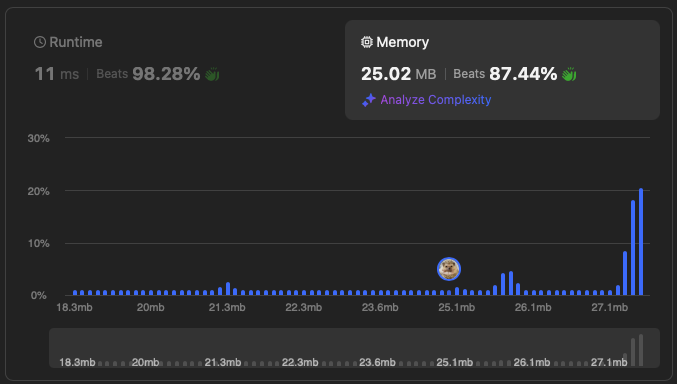 Runtime
11 ms | Beats 98.28%
Memory
25.02 MB | Beats 87.44%
Analyze Complexity
30%
20%
10%
0%
18.3mb 20mb 21.3mb 22.3mb 23.6mb 25.1mb 26.1mb 27.1mb
18.3mb 20mb 21.3mb 22.3mb 23.6mb 25.1mb 26.1mb 27.1mb